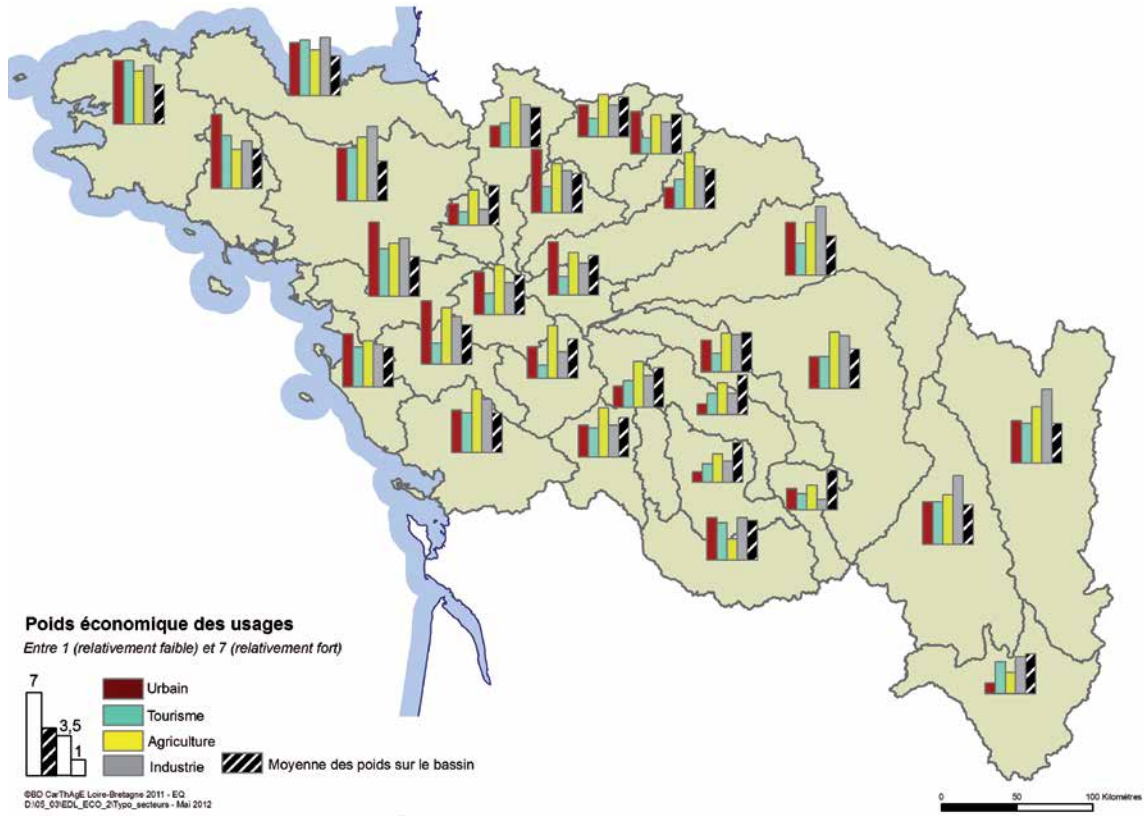 Poids économique des usages
Entre 1 (relativement faible) et 7 (relativement fort)
7
3,5
1
Urbain
Tourisme
Agriculture
Industrie
Moyenne des poids sur le bassin
©BD CarThAgE Loire-Bretagne 2011 - EQ
D:\05_03\EDL_ECO_2\Typo_secteurs - Mai 2012
0 50 100 Kilomètres